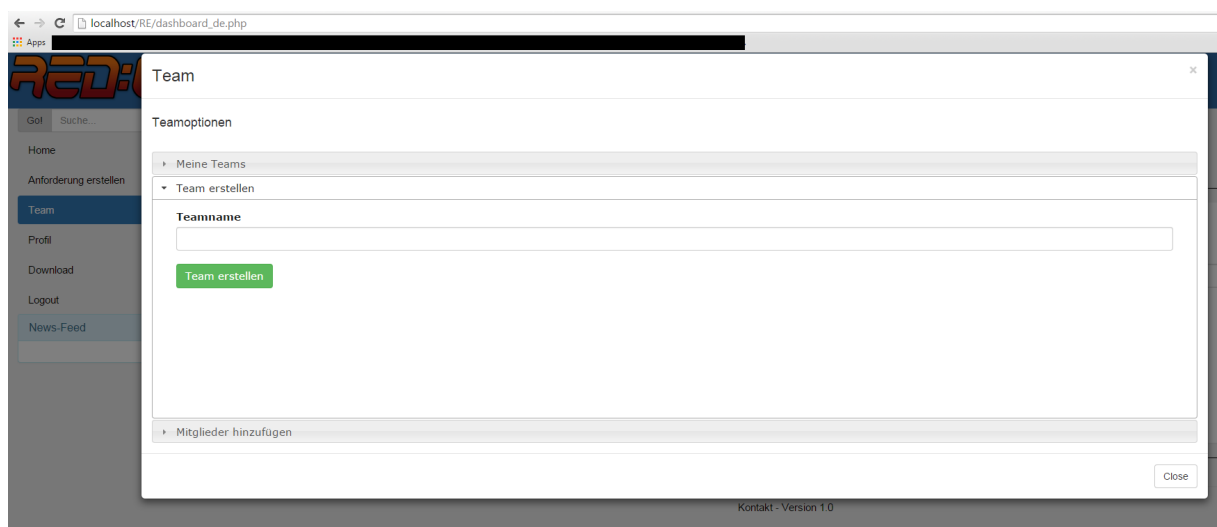 localhost/RE/dashboard_de.php
Apps
RED:
Team
×
Go! Suche...
Teamoptionen
Home
Anforderung erstellen
Team
Profil
Download
Logout
News-Feed
Meine Teams
Team erstellen
Teamname
Team erstellen
Mitglieder hinzufügen
Close
Kontakt - Version 1.0